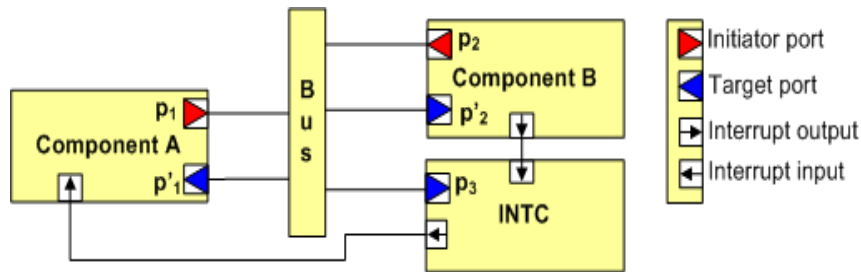 p1
Component A
p'1
B
u
s
p2
Component B
p'2
p3
INTC
Initiator port
Target port
Interrupt output
Interrupt input